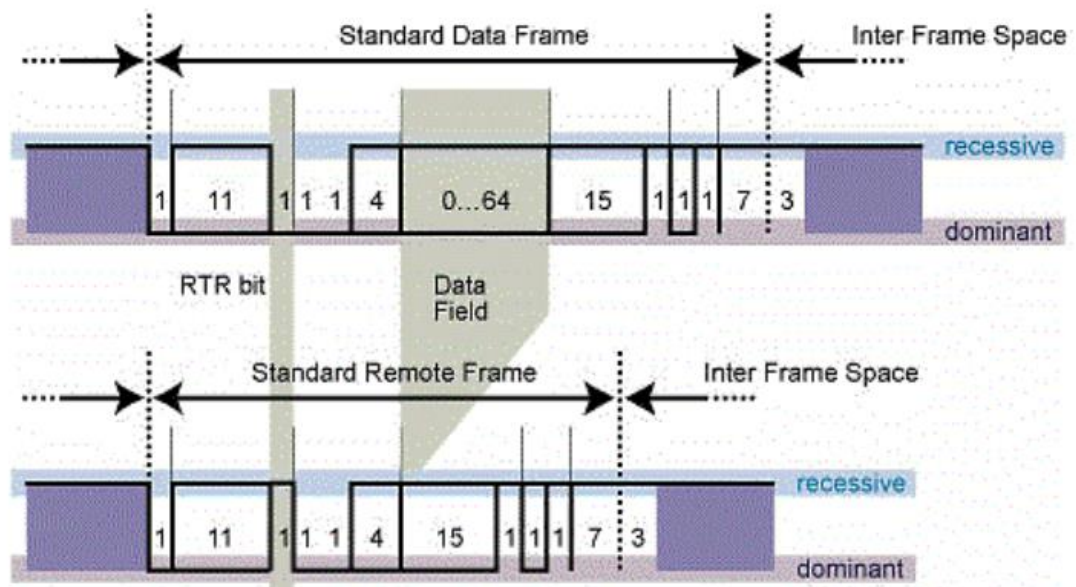 Standard Data Frame Inter Frame Space
recessive
1 11 1 1 1 4 0...64 15 1 1 1 7 3
dominant
RTR bit Data
Field
Standard Remote Frame Inter Frame Space
recessive
1 11 1 1 1 4 15 1 1 1 7 3
dominant